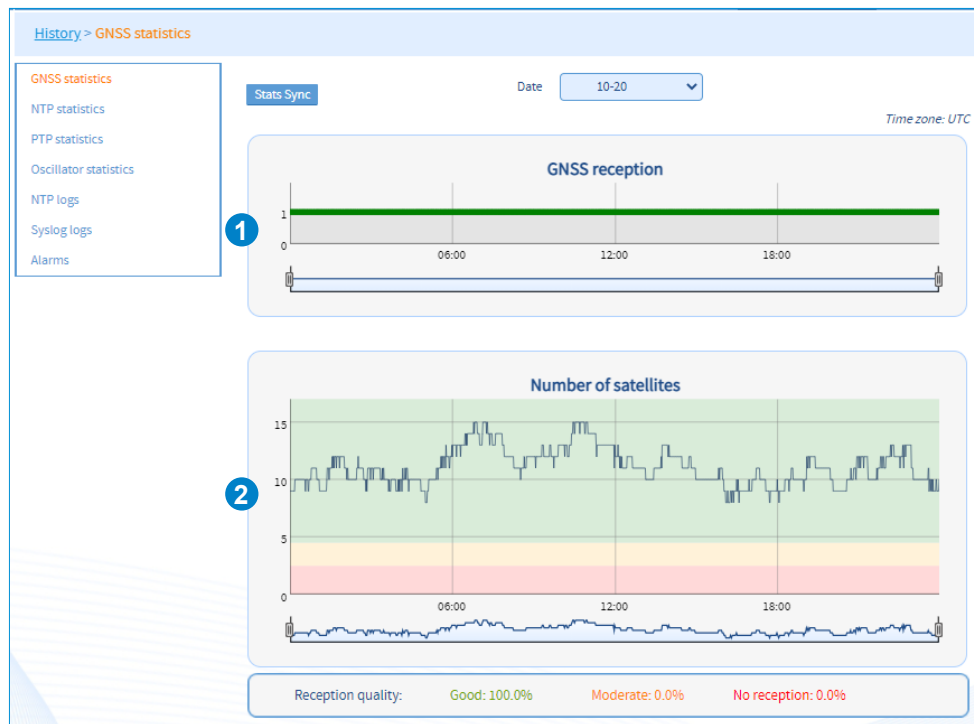 History > GNSS statistics
GNSS statistics
NTP statistics
PTP statistics
Oscillator statistics
NTP logs
Syslog logs
Alarms
Stats Sync
Date 10-20
Time zone: UTC
1
GNSS reception
1
0
06:00 12:00 18:00
2
Number of satellites
15
10
5
0
06:00 12:00 18:00
Reception quality: Good: 100.0% Moderate: 0.0% No reception: 0.0%